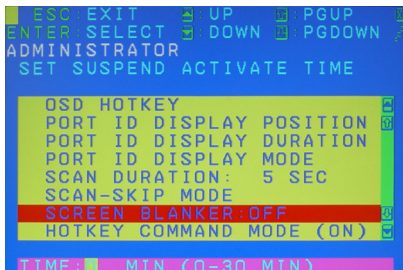 ESC:EXIT :UP :PGUP
ENTER:SELECT :DOWN :PGDOWN
ADMINISTRATOR
SET SUSPEND ACTIVATE TIME
OSD HOTKEY
PORT ID DISPLAY POSITION
PORT ID DISPLAY DURATION
PORT ID DISPLAY MODE
SCAN DURATION: 5 SEC
SCAN-SKIP MODE
SCREEN BLANKER:OFF
HOTKEY COMMAND MODE (ON)
TIME: MIN (0-30 MIN)